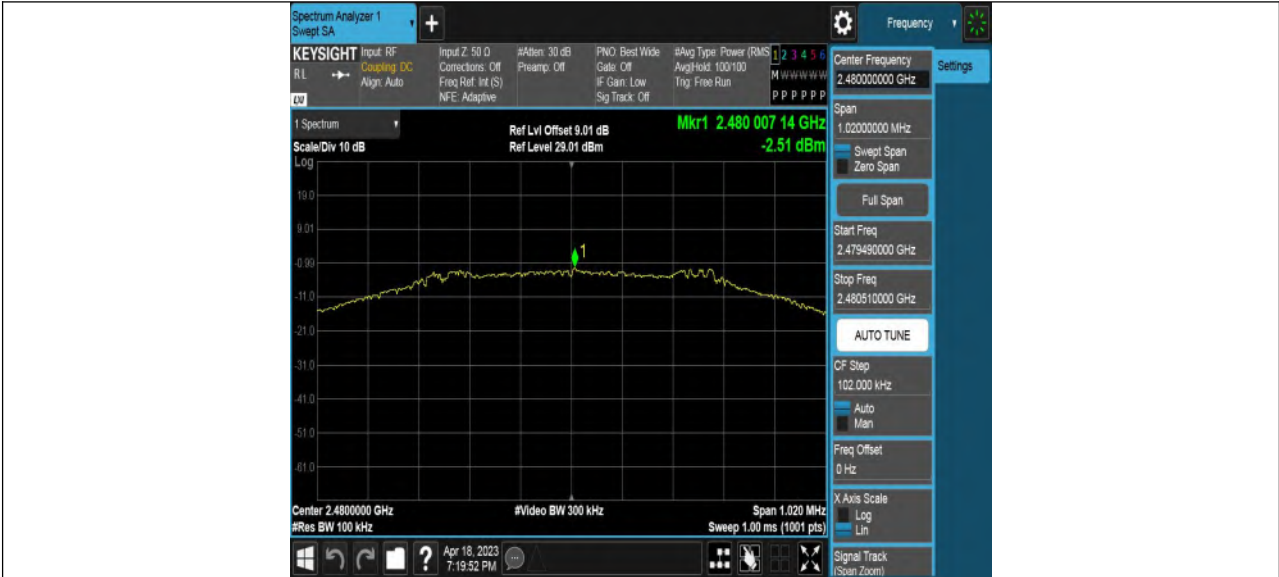 Spectrum Analyzer 1
Swept SA
+
Frequency
KEYSIGHT
RL
LXI
Input: RF
Coupling: DC
Align: Auto
Input Z: 50 Ω
Corrections: Off
Freq Ref: Int (S)
NFE: Adaptive
#Atten: 30 dB
Preamp: Off
PNO: Best Wide
Gate: Off
IF Gain: Low
Sig Track: Off
#Avg Type: Power (RMS
Avg|Hold: 100/100
Trig: Free Run
1 2 3 4 5 6
M W W W W W
P P P P P P
1 Spectrum
Scale/Div 10 dB
Log
Ref Lvl Offset 9.01 dB
Ref Level 29.01 dBm
Mkr1 2.480 007 14 GHz
-2.51 dBm
19.0
9.01
-0.99
-11.0
-21.0
-31.0
-41.0
-51.0
-61.0
1
Center 2.4800000 GHz
#Res BW 100 kHz
#Video BW 300 kHz
Span 1.020 MHz
Sweep 1.00 ms (1001 pts)
?
Apr 18, 2023
7:19:52 PM
Center Frequency
2.480000000 GHz
Settings
Span
1.02000000 MHz
Swept Span
Zero Span
Full Span
Start Freq
2.479490000 GHz
Stop Freq
2.480510000 GHz
AUTO TUNE
CF Step
102.000 kHz
Auto
Man
Freq Offset
0 Hz
X Axis Scale
Log
Lin
Signal Track
(Span Zoom)